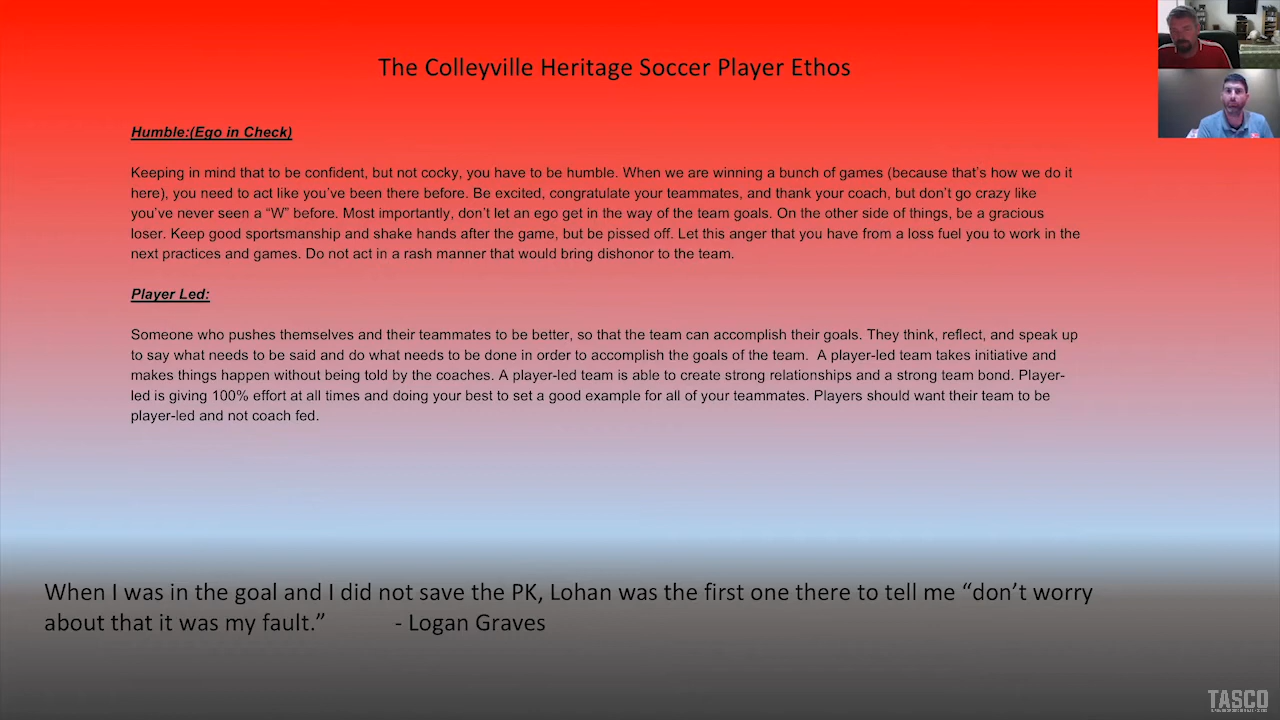 The Colleyville Heritage Soccer Player Ethos
Humble:(Ego in Check)
Keeping in mind that to be confident, but not cocky, you have to be humble. When we are winning a bunch of games (because that's how we do it
here), you need to act like you've been there before. Be excited, congratulate your teammates, and thank your coach, but don't go crazy like
you've never seen a “W” before. Most importantly, don't let an ego get in the way of the team goals. On the other side of things, be a gracious
loser. Keep good sportsmanship and shake hands after the game, but be pissed off. Let this anger that you have from a loss fuel you to work in the
next practices and games. Do not act in a rash manner that would bring dishonor to the team.
Player Led:
Someone who pushes themselves and their teammates to be better, so that the team can accomplish their goals. They think, reflect, and speak up
to say what needs to be said and do what needs to be done in order to accomplish the goals of the team.  A player-led team takes initiative and
makes things happen without being told by the coaches. A player-led team is able to create strong relationships and a strong team bond. Player-
led is giving 100% effort at all times and doing your best to set a good example for all of your teammates. Players should want their team to be
player-led and not coach fed.
When I was in the goal and I did not save the PK, Lohan was the first one there to tell me “don't worry
about that it was my fault.” - Logan Graves
TASCO